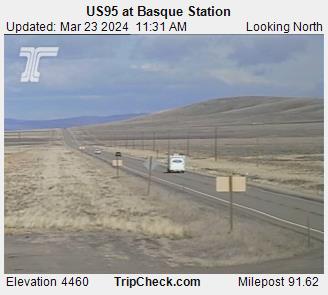 US95 at Basque Station
Updated: Mar 23 2024 11:31 AM Looking North
Elevation 4460 TripCheck.com Milepost 91.62